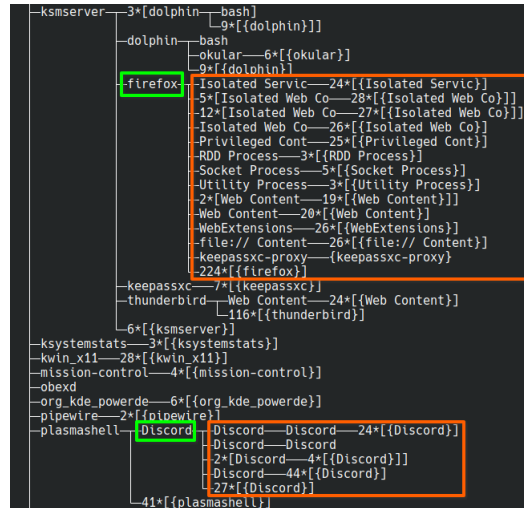 ├─ksmserver─┬─3*[dolphin─┬─bash]
│           │            └─9*[{dolphin}]]
│           ├─dolphin─┬─bash
│           │         ├─okular───6*[{okular}]
│           │         └─9*[{dolphin}]
│           ├─firefox─┬─Isolated Servic───24*[{Isolated Servic}]
│           │         ├─5*[Isolated Web Co───28*[{Isolated Web Co}]]
│           │         ├─12*[Isolated Web Co───27*[{Isolated Web Co}]]
│           │         ├─Isolated Web Co───26*[{Isolated Web Co}]
│           │         ├─Privileged Cont───25*[{Privileged Cont}]
│           │         ├─RDD Process───3*[{RDD Process}]
│           │         ├─Socket Process───5*[{Socket Process}]
│           │         ├─Utility Process───3*[{Utility Process}]
│           │         ├─2*[Web Content───19*[{Web Content}]]
│           │         ├─Web Content───20*[{Web Content}]
│           │         ├─WebExtensions───26*[{WebExtensions}]
│           │         ├─file:// Content───26*[{file:// Content}]
│           │         ├─keepassxc-proxy───{keepassxc-proxy}
│           │         └─224*[{firefox}]
│           ├─keepassxc───7*[{keepassxc}]
│           ├─thunderbird─┬─Web Content───24*[{Web Content}]
│           │             └─116*[{thunderbird}]
│           └─6*[{ksmserver}]
├─ksystemstats───3*[{ksystemstats}]
├─kwin_x11───28*[{kwin_x11}]
├─mission-control───4*[{mission-control}]
├─obexd
├─org_kde_powerde───6*[{org_kde_powerde}]
├─pipewire───2*[{pipewire}]
├─plasmashell─┬─Discord─┬─Discord───Discord───24*[{Discord}]
│             │         ├─Discord───Discord
│             │         ├─2*[Discord───4*[{Discord}]]
│             │         ├─Discord───44*[{Discord}]
│             │         └─27*[{Discord}]
│             └─41*[{plasmashell}]